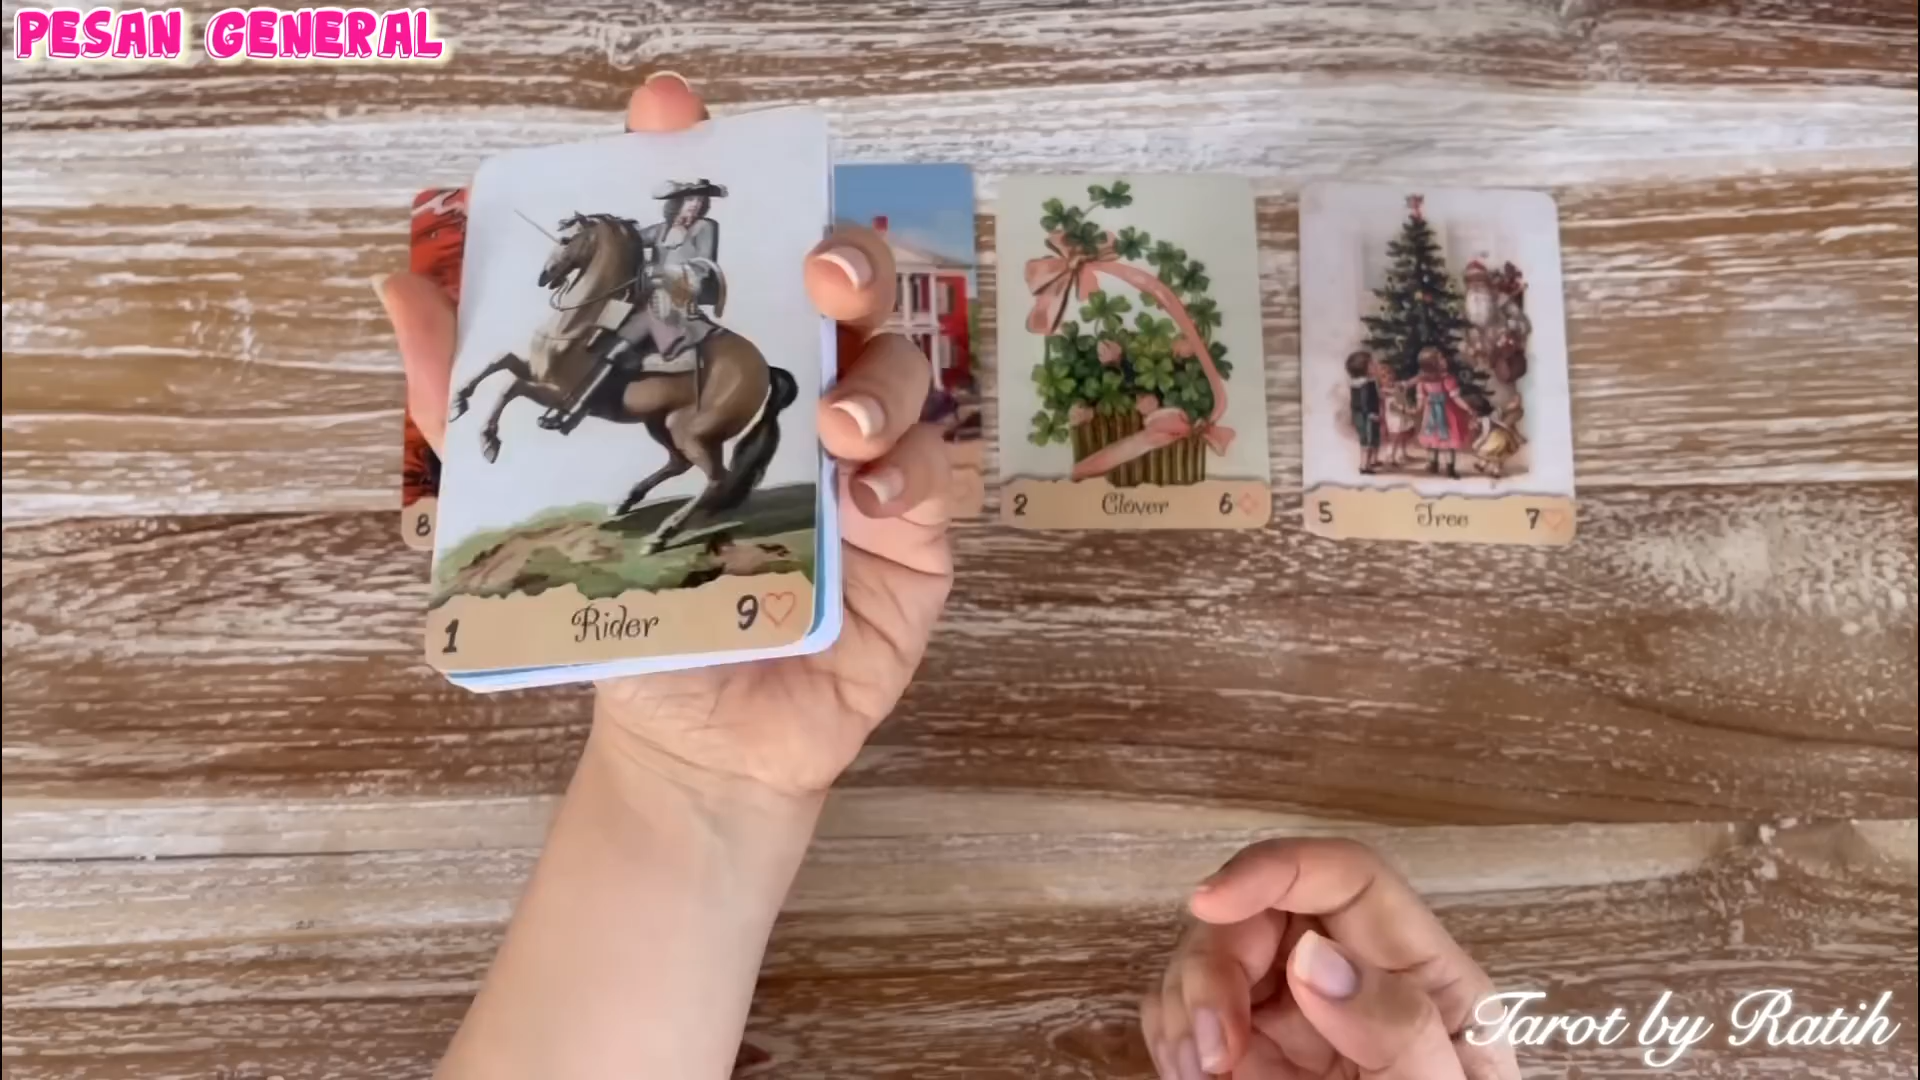 PESAN GENERAL
8
1 Rider 9
2 Clover 6
5 Tree 7
Tarot by Ratih